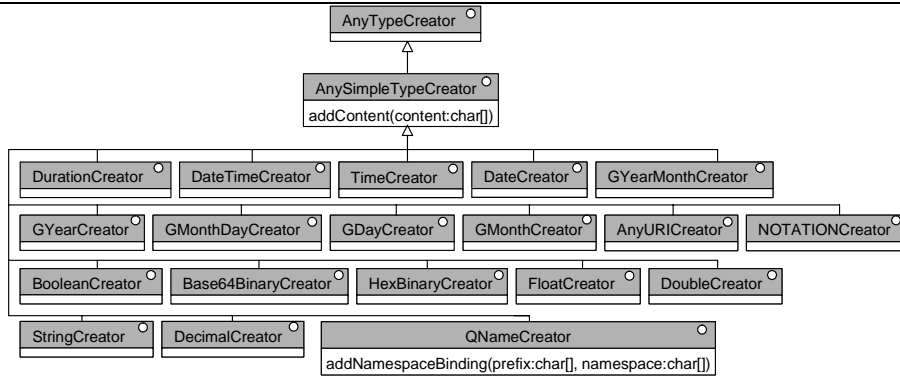 AnyTypeCreator
AnySimpleTypeCreator
addContent(content:char[])
DurationCreator DateTimeCreator TimeCreator DateCreator GYearMonthCreator
GYearCreator GMonthDayCreator GDayCreator GMonthCreator AnyURICreator NOTATIONCreator
BooleanCreator Base64BinaryCreator HexBinaryCreator FloatCreator DoubleCreator
StringCreator DecimalCreator QNameCreator
addNamespaceBinding(prefix:char[], namespace:char[])